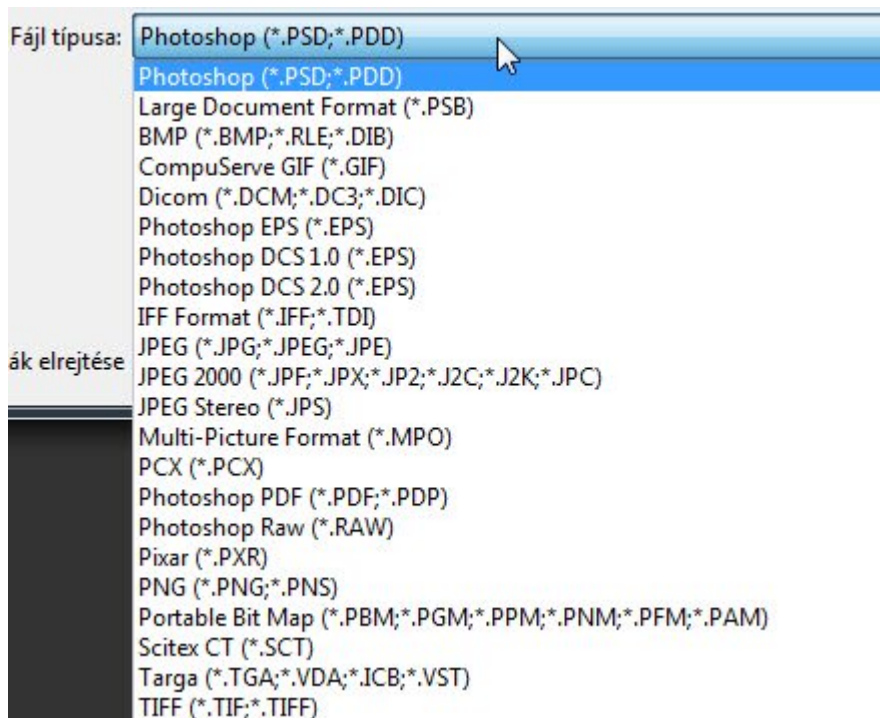 Fájl típusa: Photoshop (*.PSD;*.PDD)
Photoshop (*.PSD;*.PDD)
Large Document Format (*.PSB)
BMP (*.BMP;*.RLE;*.DIB)
CompuServe GIF (*.GIF)
Dicom (*.DCM;*.DC3;*.DIC)
Photoshop EPS (*.EPS)
Photoshop DCS 1.0 (*.EPS)
Photoshop DCS 2.0 (*.EPS)
IFF Format (*.IFF;*.TDI)
JPEG (*.JPG;*.JPEG;*.JPE)
ák elrejtése
JPEG 2000 (*.JPF;*.JPX;*.JP2;*.J2C;*.J2K;*.JPC)
JPEG Stereo (*.JPS)
Multi-Picture Format (*.MPO)
PCX (*.PCX)
Photoshop PDF (*.PDF;*.PDP)
Photoshop Raw (*.RAW)
Pixar (*.PXR)
PNG (*.PNG;*.PNS)
Portable Bit Map (*.PBM;*.PGM;*.PPM;*.PNM;*.PFM;*.PAM)
Scitex CT (*.SCT)
Targa (*.TGA;*.VDA;*.ICB;*.VST)
TIFF (*.TIF;*.TIFF)